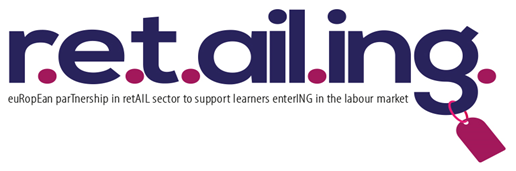 r.e.t.ail.ing.
euRopEan parTnership in retAIL sector to support learners enterING in the labour market